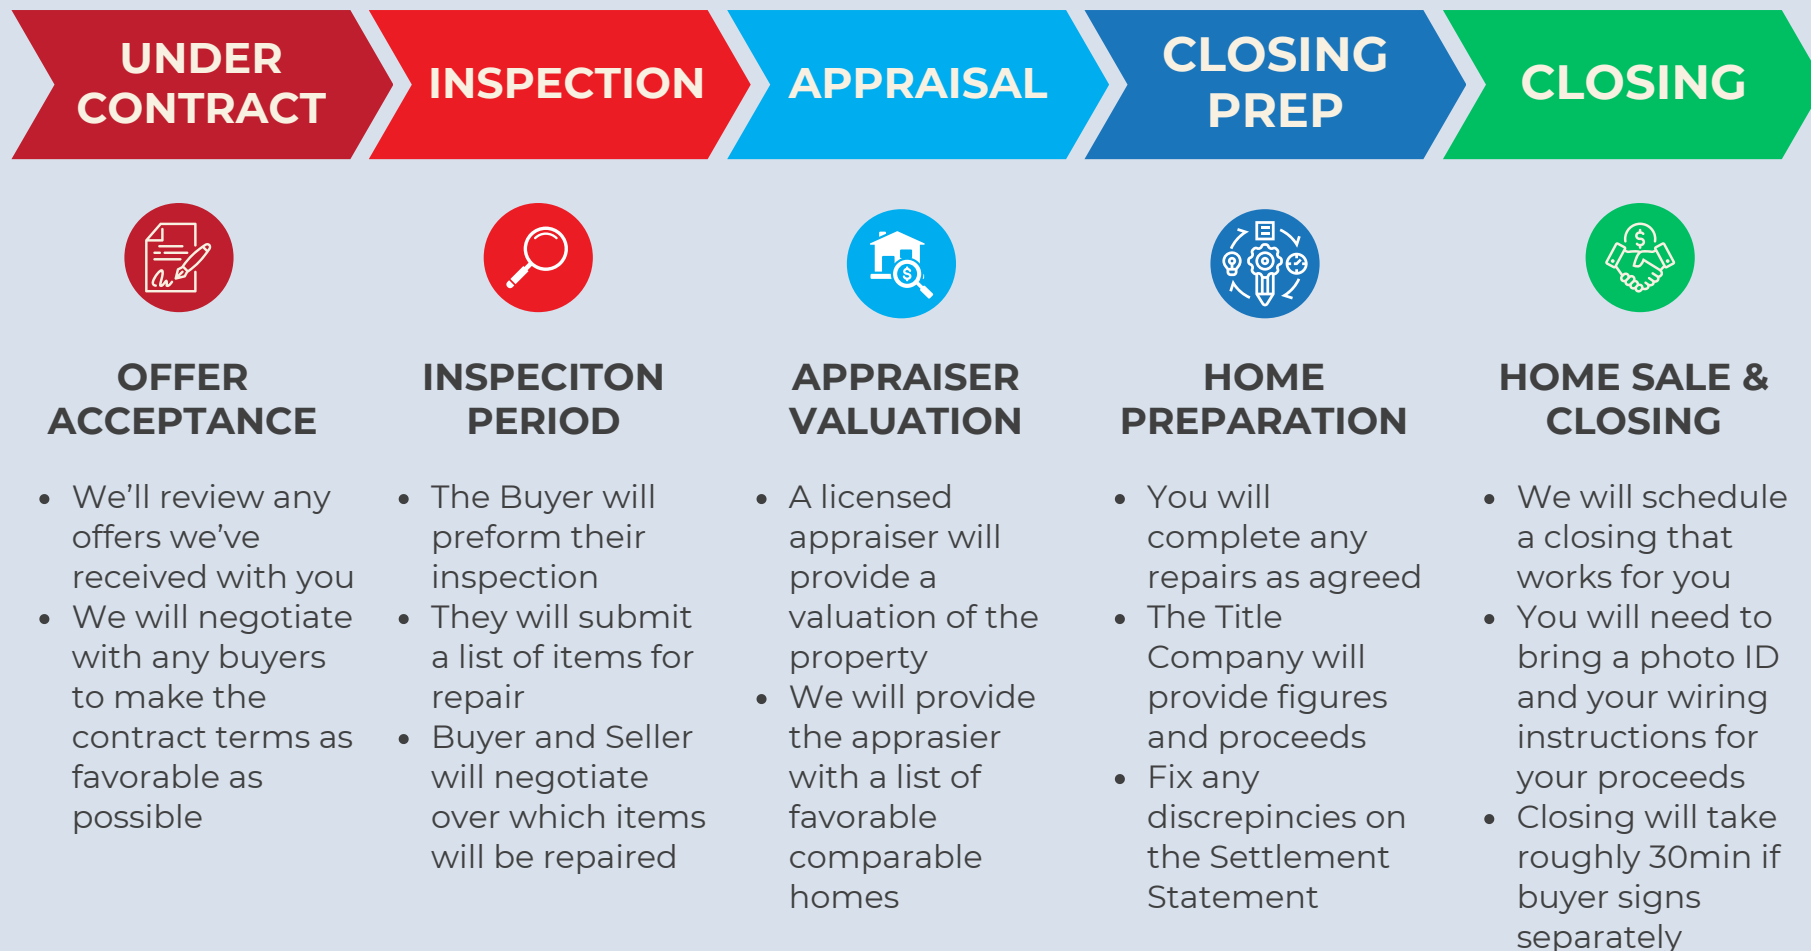 UNDER
CONTRACT
INSPECTION
APPRAISAL
CLOSING
PREP
CLOSING
$
$
OFFER
ACCEPTANCE
• We’ll review any
offers we’ve
received with you
• We will negotiate
with any buyers
to make the
contract terms as
favorable as
possible
INSPECITON
PERIOD
• The Buyer will
preform their
inspection
• They will submit
a list of items for
repair
• Buyer and Seller
will negotiate
over which items
will be repaired
APPRAISER
VALUATION
• A licensed
appraiser will
provide a
valuation of the
property
• We will provide
the apprasier
with a list of
favorable
comparable
homes
HOME
PREPARATION
• You will
complete any
repairs as agreed
• The Title
Company will
provide figures
and proceeds
• Fix any
discrepincies on
the Settlement
Statement
HOME SALE &
CLOSING
• We will schedule
a closing that
works for you
• You will need to
bring a photo ID
and your wiring
instructions for
your proceeds
• Closing will take
roughly 30min if
buyer signs
separately